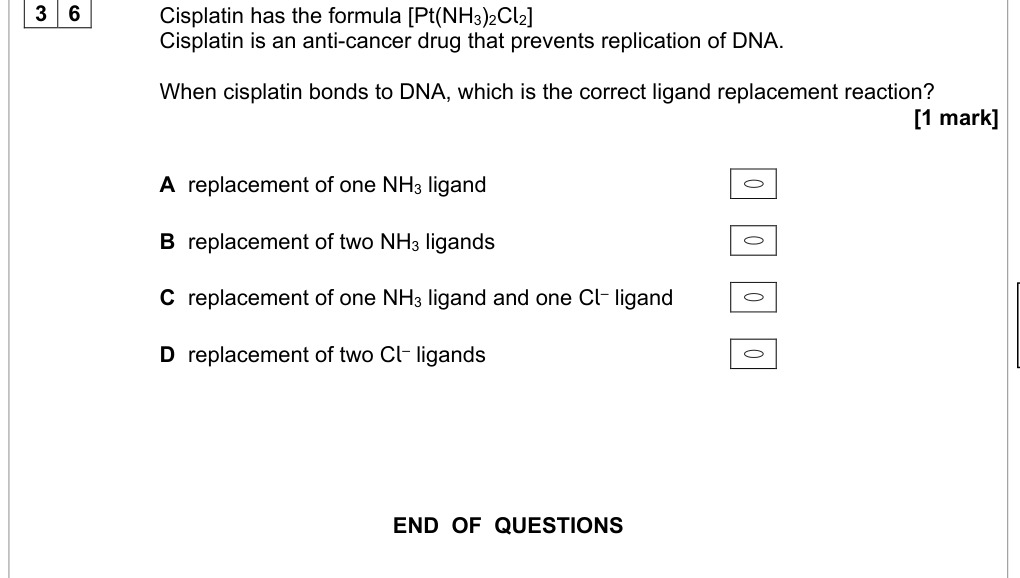 3 6 Cisplatin has the formula [Pt(NH₃)₂Cl₂]
Cisplatin is an anti-cancer drug that prevents replication of DNA.
When cisplatin bonds to DNA, which is the correct ligand replacement reaction?
[1 mark]
A replacement of one NH₃ ligand
B replacement of two NH₃ ligands
C replacement of one NH₃ ligand and one Cl⁻ ligand
D replacement of two Cl⁻ ligands
END OF QUESTIONS